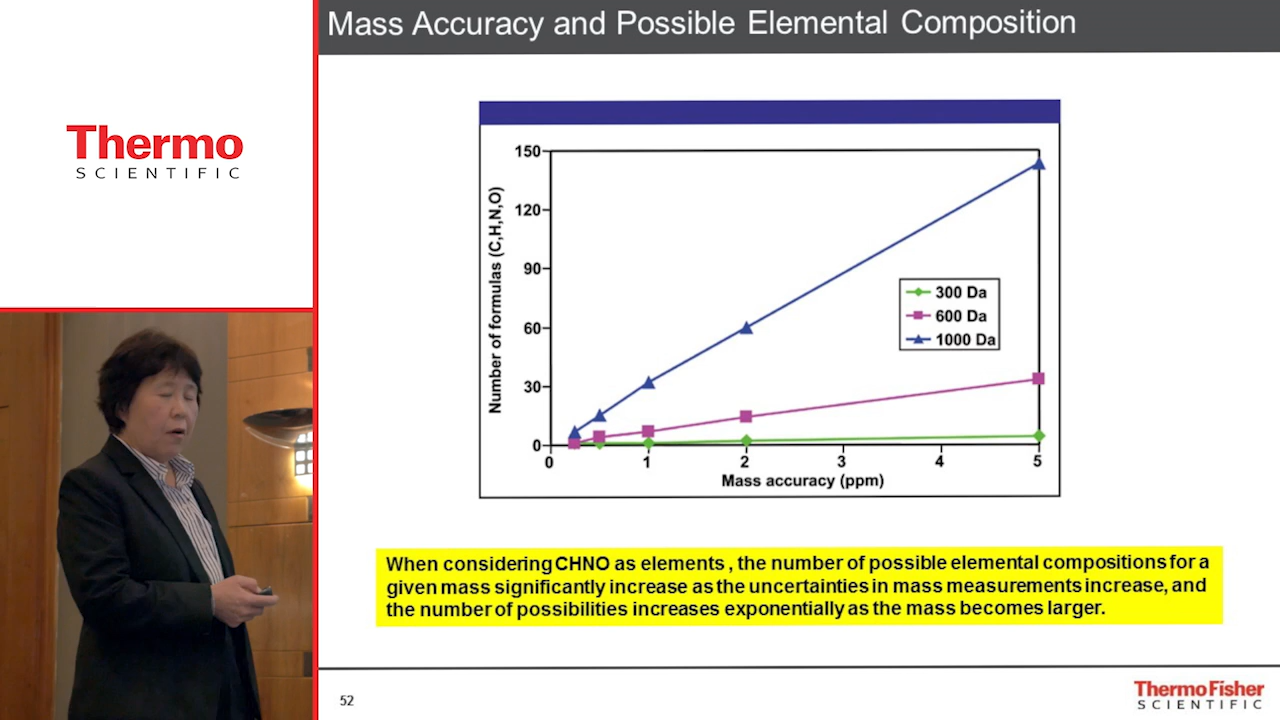 Mass Accuracy and Possible Elemental Composition
Thermo
SCIENTIFIC
150
120
90
60
30
0
Number of formulas (C,H,N,O)
300 Da
600 Da
1000 Da
0 1 2 3 4 5
Mass accuracy (ppm)
When considering CHNO as elements , the number of possible elemental compositions for a
given mass significantly increase as the uncertainties in mass measurements increase, and
the number of possibilities increases exponentially as the mass becomes larger.
52
ThermoFisher
SCIENTIFIC